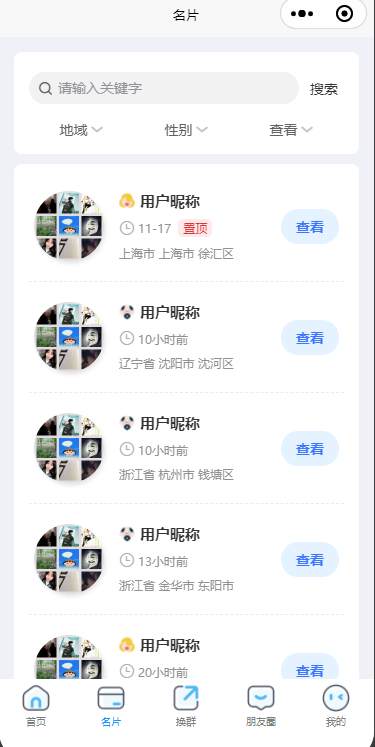 名片
请输入关键字 搜索
地域 性别 查看
用户昵称
11-17 置顶
上海市 上海市 徐汇区
查看
用户昵称
10小时前
辽宁省 沈阳市 沈河区
查看
用户昵称
10小时前
浙江省 杭州市 钱塘区
查看
用户昵称
13小时前
浙江省 金华市 东阳市
查看
用户昵称
20小时前
查看
首页 名片 换群 朋友圈 我的